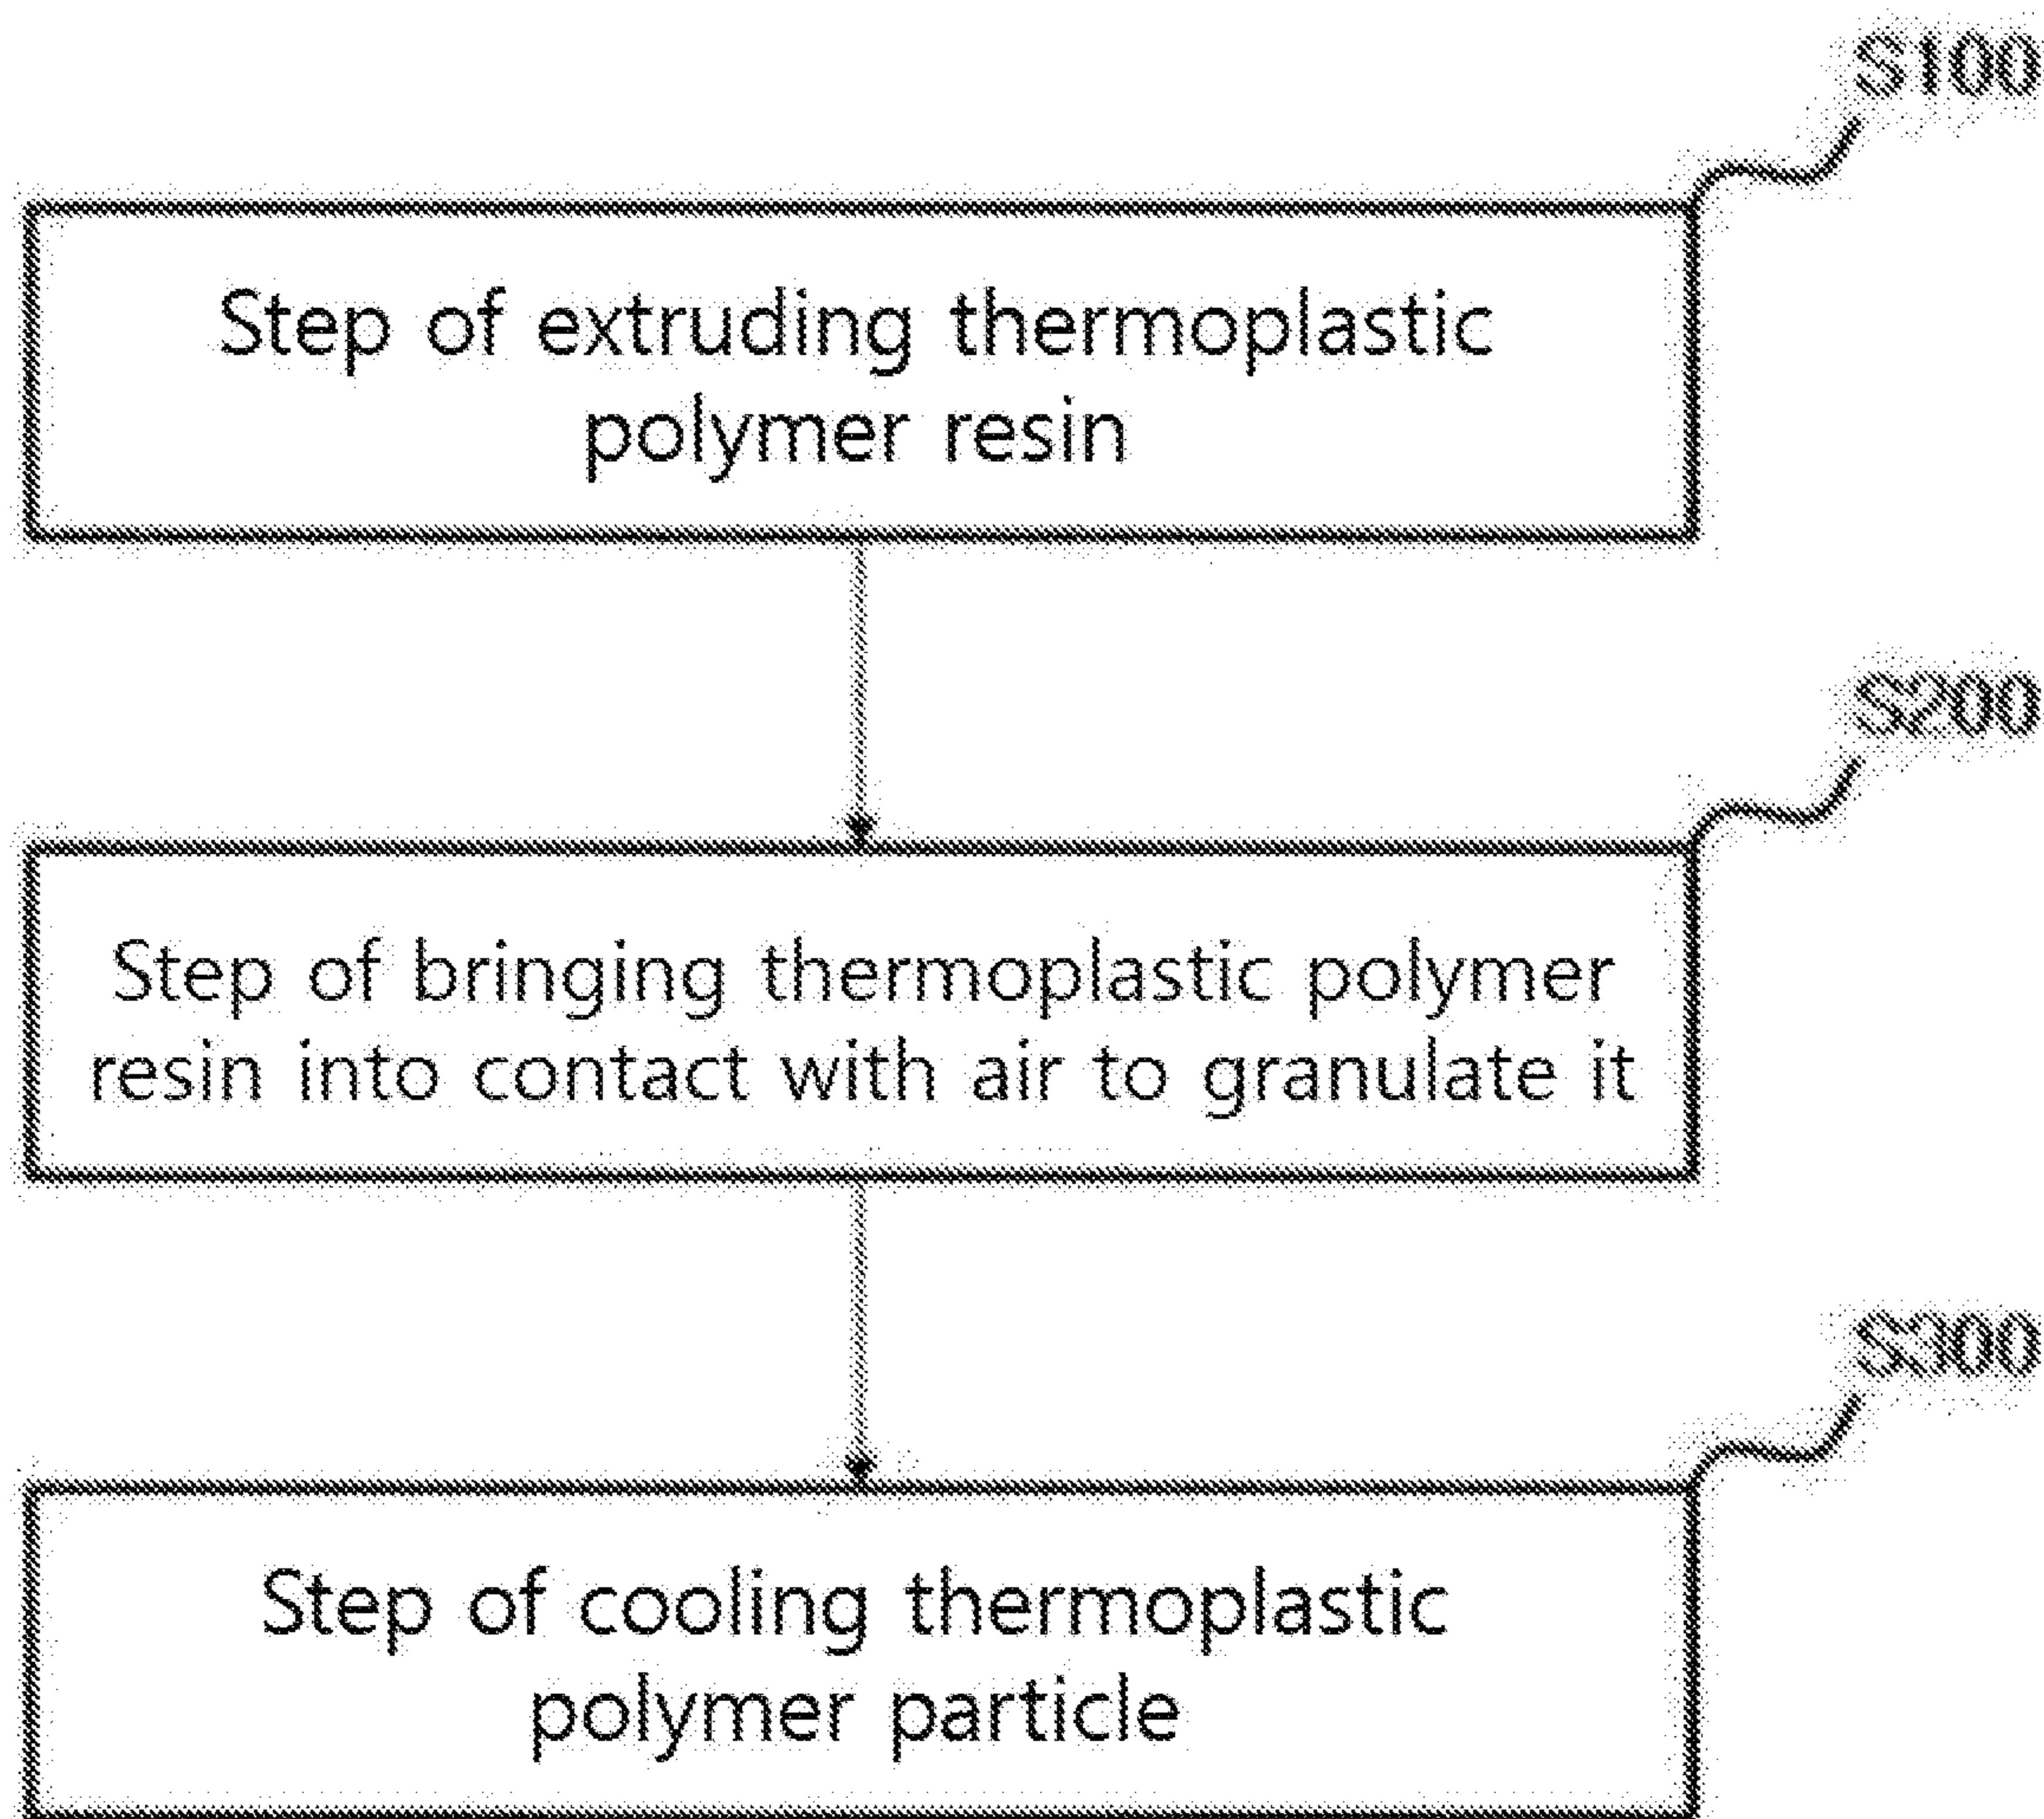 S100
Step of extruding thermoplastic
polymer resin
S200
Step of bringing thermoplastic polymer
resin into contact with air to granulate it
S300
Step of cooling thermoplastic
polymer particle